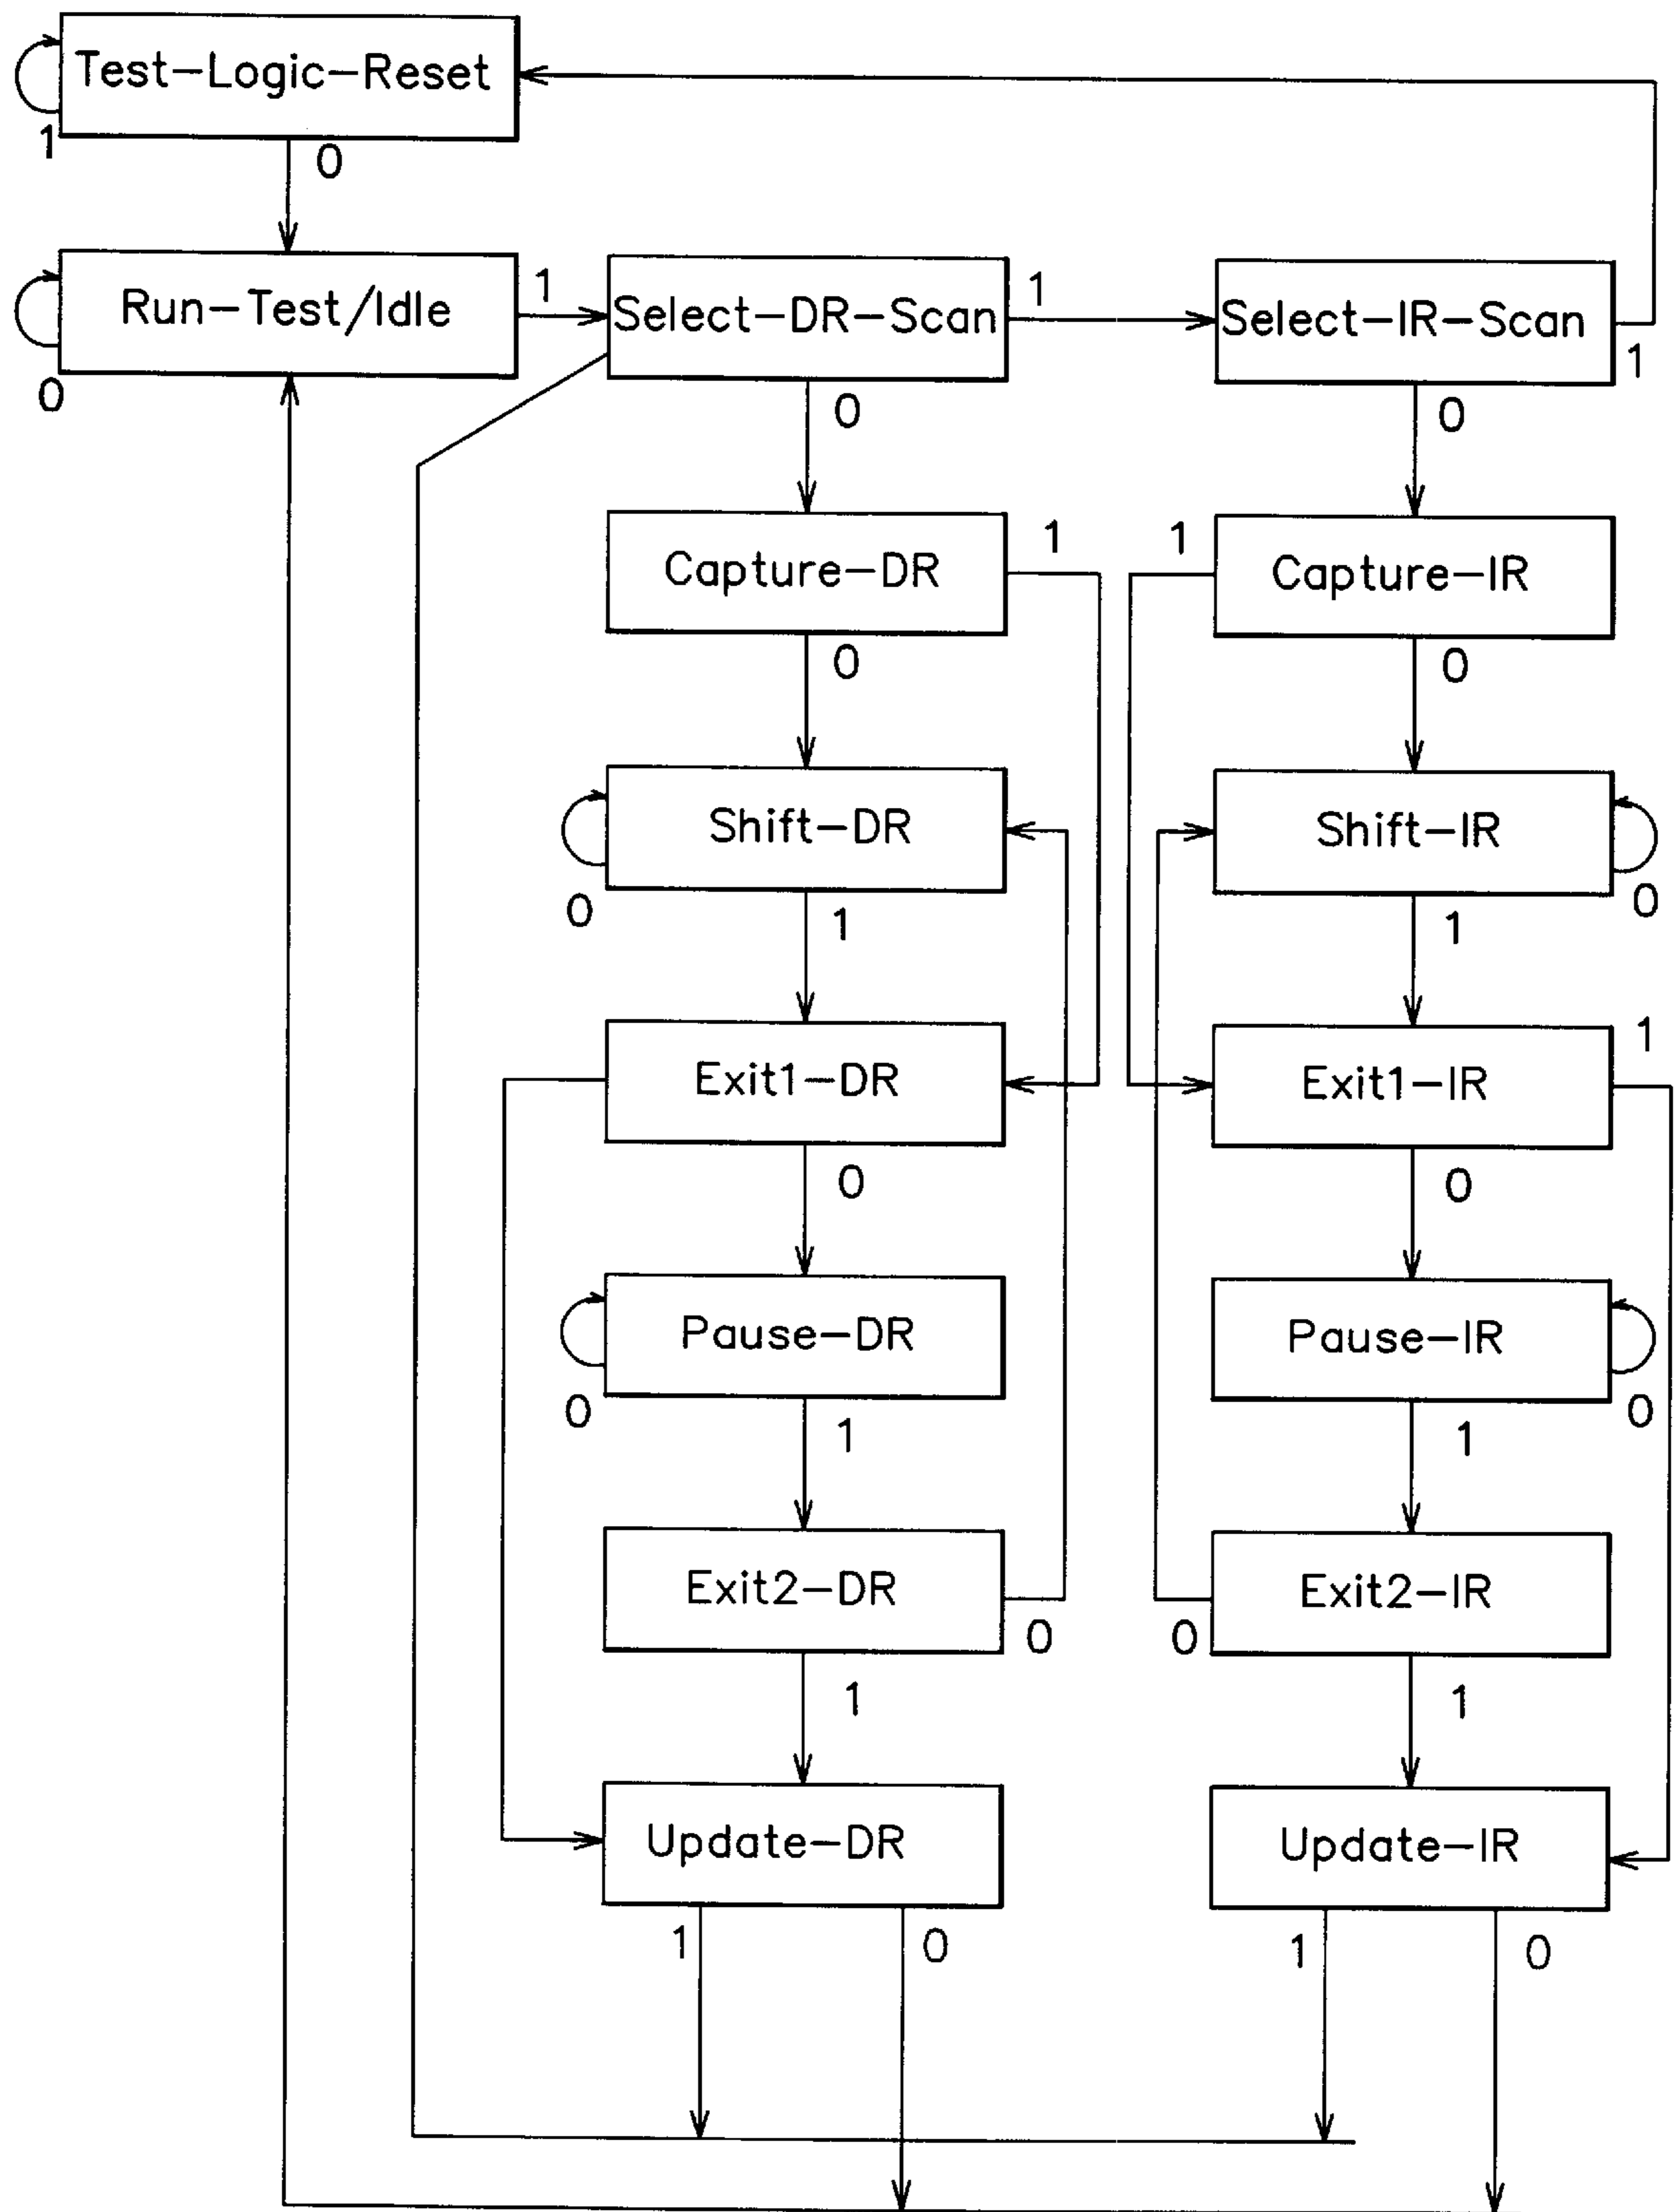 Test-Logic-Reset
1
0
Run-Test/Idle
0
1
Select-DR-Scan
1
Select-IR-Scan
1
0
0
Capture-DR
1
1
Capture-IR
0
0
Shift-DR
0
1
Shift-IR
0
1
Exit1-DR
0
Exit1-IR
1
0
Pause-DR
0
1
Pause-IR
0
1
Exit2-DR
0
1
Exit2-IR
0
1
Update-DR
1
0
Update-IR
1
0